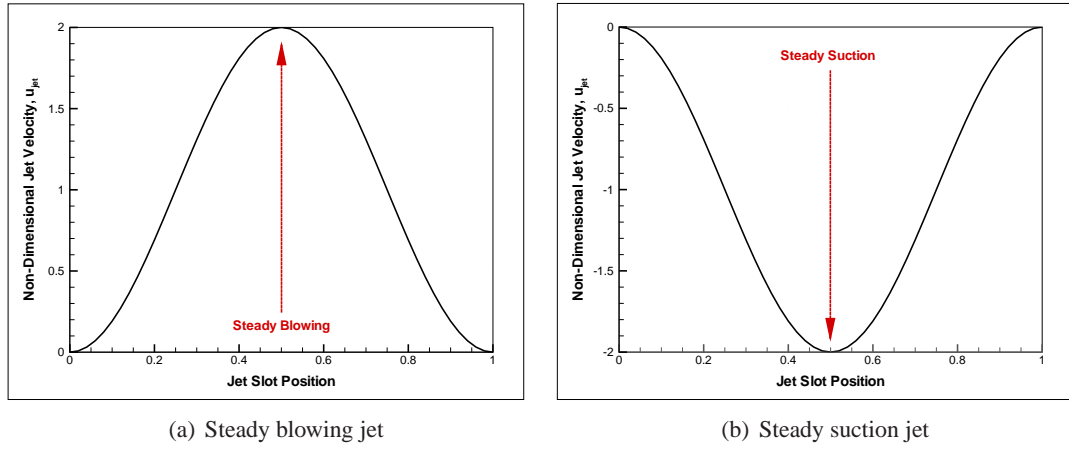 2
1.5
1
0.5
0
Non-Dimensional Jet Velocity, u_jet
Steady Blowing
0 0.2 0.4 0.6 0.8 1
Jet Slot Position
(a) Steady blowing jet
0
-0.5
-1
-1.5
-2
Non-Dimensional Jet Velocity, u_jet
Steady Suction
0 0.2 0.4 0.6 0.8 1
Jet Slot Position
(b) Steady suction jet